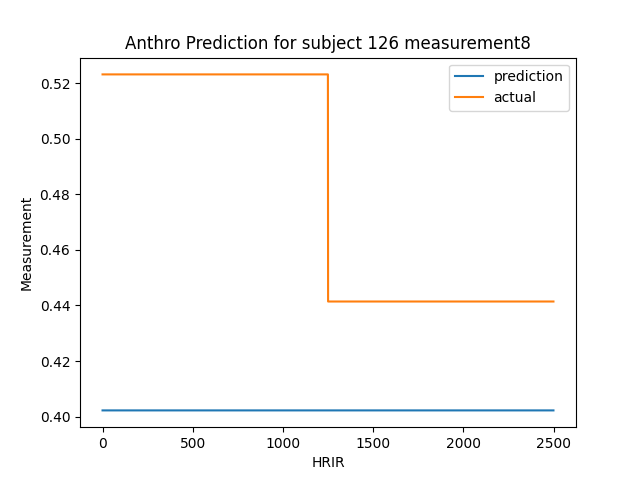 Anthro Prediction for subject 126 measurement8
prediction
actual
Measurement
0.52
0.50
0.48
0.46
0.44
0.42
0.40
0
500
1000
1500
2000
2500
HRIR